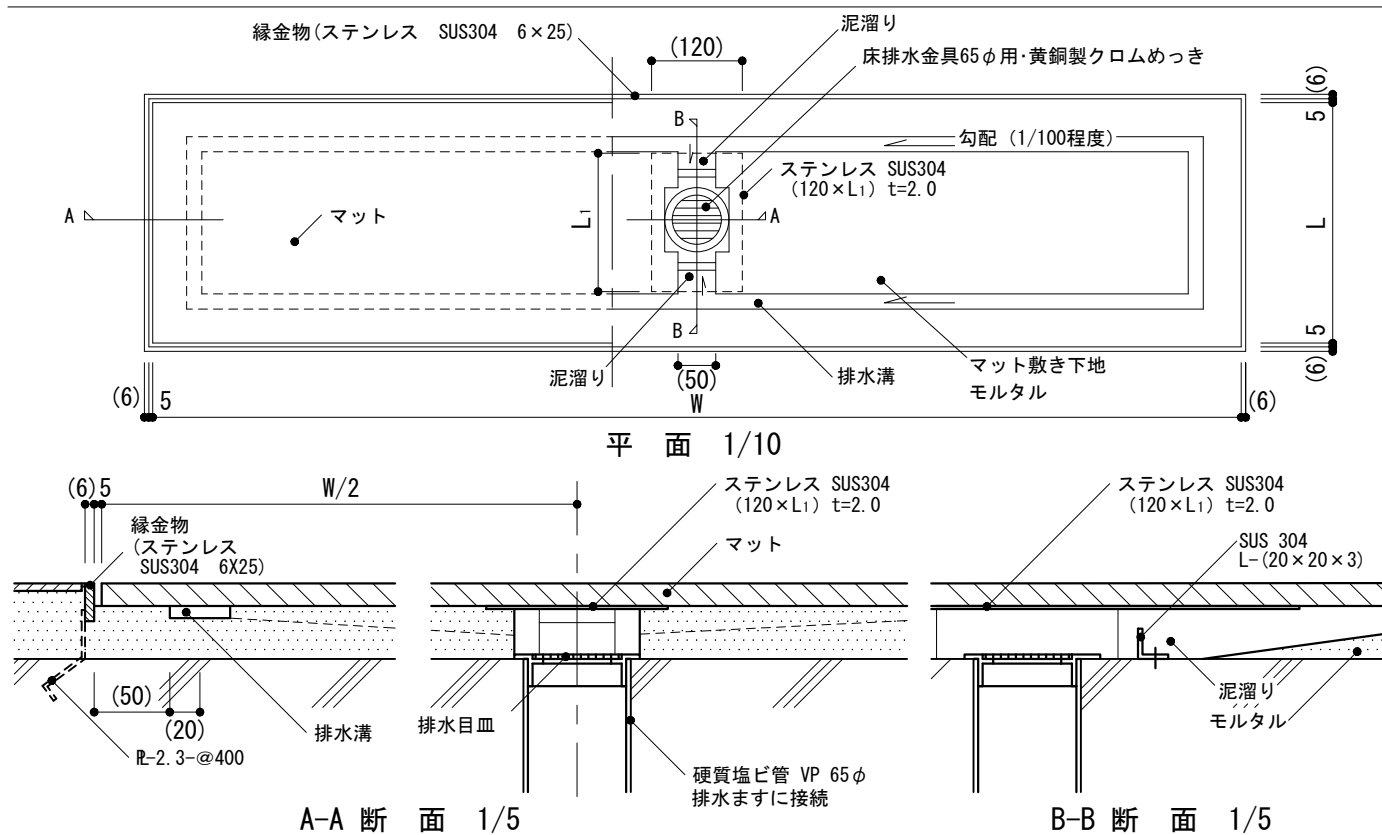 縁金物(ステンレス SUS304 6×25)
(120)
泥溜り
床排水金具65φ用･黄銅製クロムめっき
(6)
5
B
勾配 (1/100程度)
ステンレス SUS304
(120×L1) t=2.0
A
マット
L1
A
L
B
5
(6)
泥溜り
(50)
排水溝
マット敷き下地
モルタル
(6)
5
W
(6)
平 面 1/10
(6)
5
W/2
ステンレス SUS304
(120×L1) t=2.0
ステンレス SUS304
(120×L1) t=2.0
縁金物
(ステンレス
SUS304 6X25)
マット
SUS 304
L-(20×20×3)
(50)
(20)
排水溝
排水目皿
泥溜り
モルタル
PL-2.3-@400
硬質塩ビ管 VP 65φ
排水ますに接続
A-A 断 面 1/5
B-B 断 面 1/5